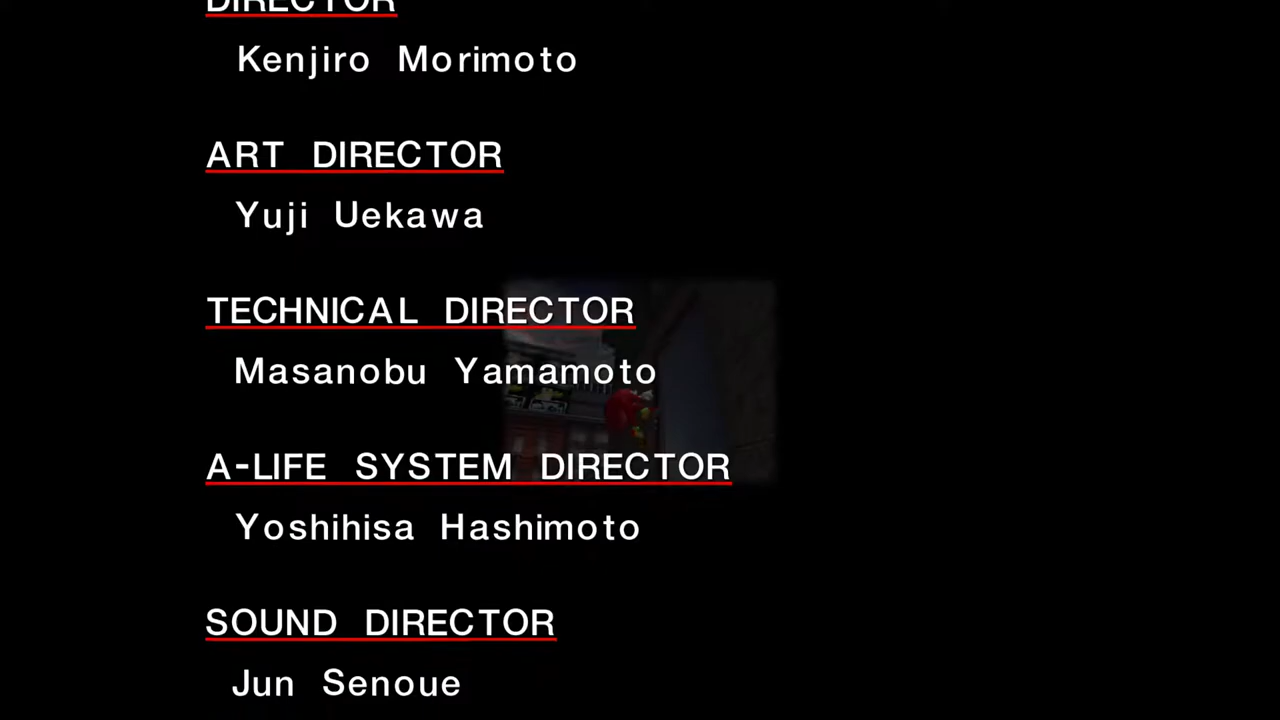 DIRECTOR
Kenjiro Morimoto
ART DIRECTOR
Yuji Uekawa
TECHNICAL DIRECTOR
Masanobu Yamamoto
A-LIFE SYSTEM DIRECTOR
Yoshihisa Hashimoto
SOUND DIRECTOR
Jun Senoue